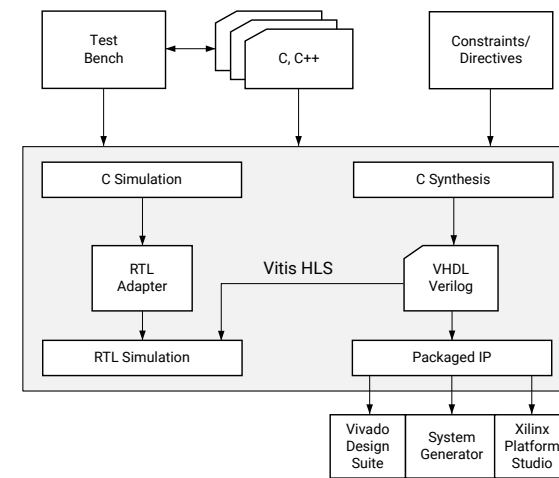 Test
Bench
C, C++
Constraints/
Directives
C Simulation
C Synthesis
RTL
Adapter
Vitis HLS
VHDL
Verilog
RTL Simulation
Packaged IP
Vivado
Design
Suite
System
Generator
Xilinx
Platform
Studio